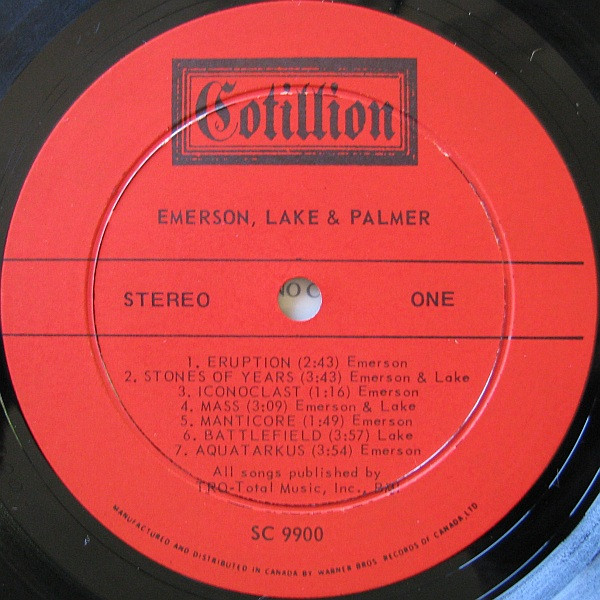 Cotillion
EMERSON, LAKE & PALMER
NO C
STEREO ONE
1. ERUPTION (2:43) Emerson
2. STONES OF YEARS (3:43) Emerson & Lake
3. ICONOCLAST (1:16) Emerson
4. MASS (3:09) Emerson & Lake
5. MANTICORE (1:49) Emerson
6. BATTLEFIELD (3:57) Lake
7. AQUATARKUS (3:54) Emerson
All songs published by
TRO-Total Music, Inc., BMI
SC 9900
MANUFACTURED AND DISTRIBUTED IN CANADA BY WARNER BROS. RECORDS OF CANADA, LTD